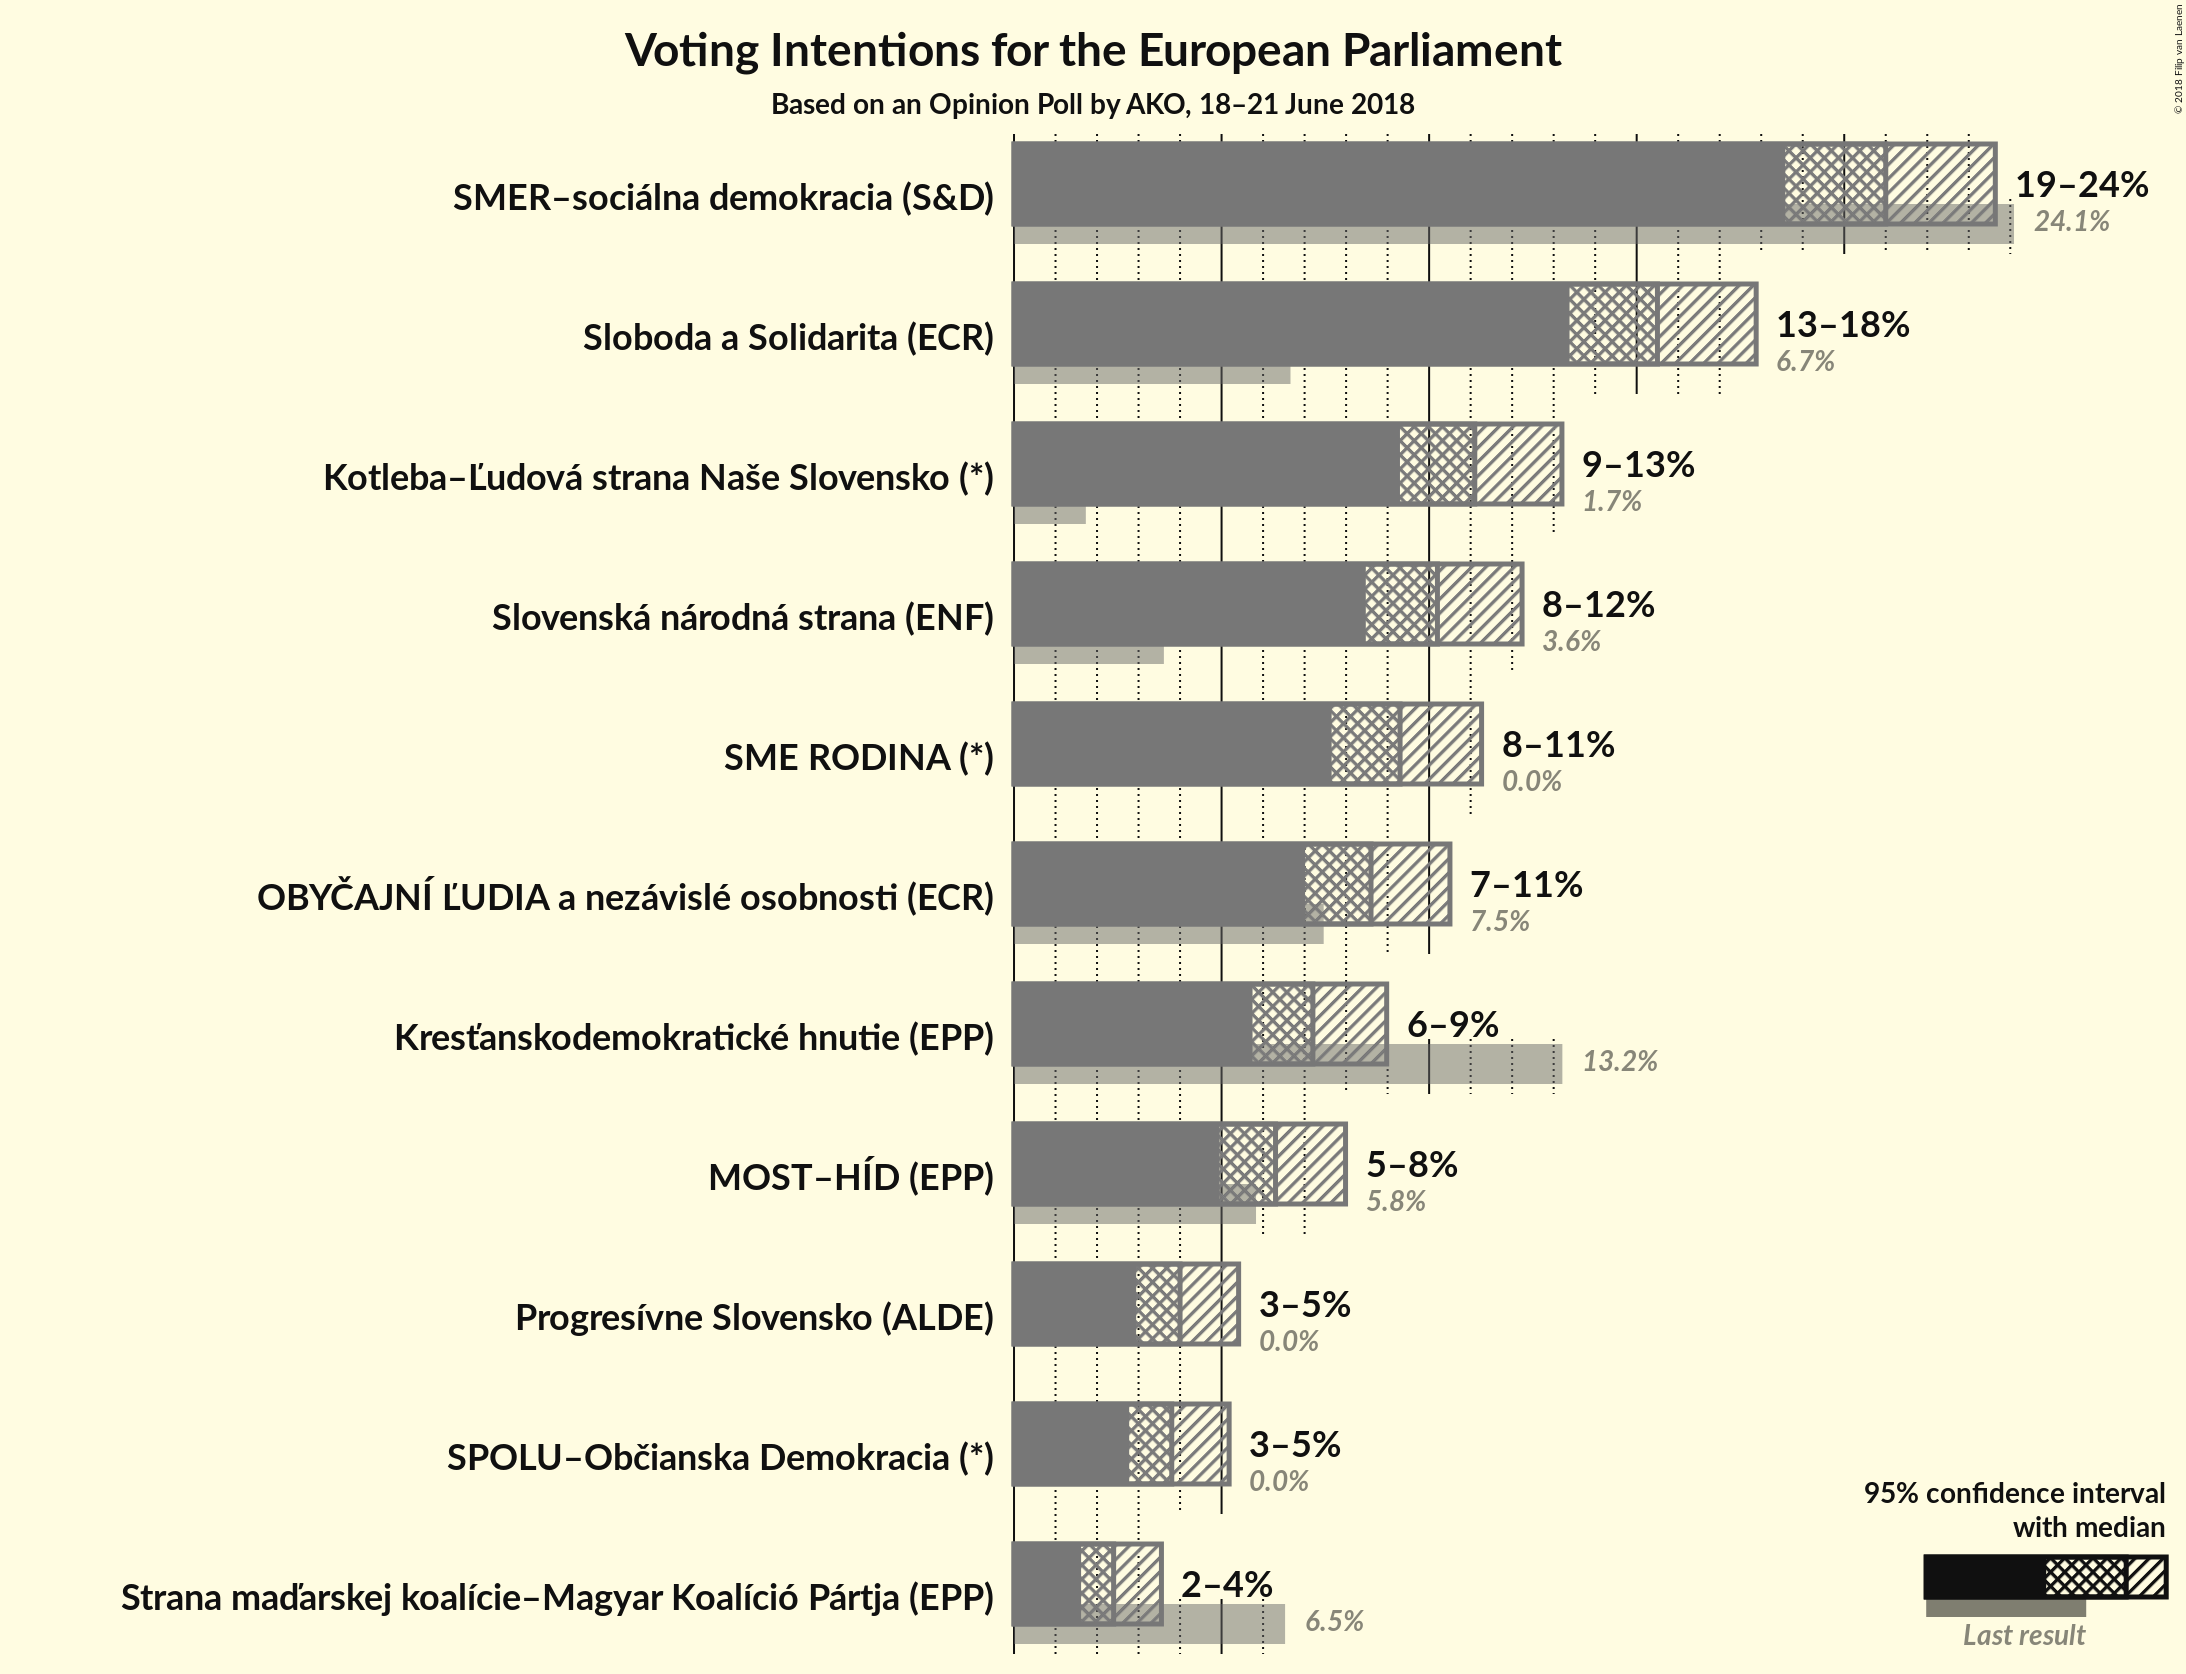 Voting Intentions for the European Parliament
Based on an Opinion Poll by AKO, 18–21 June 2018
© 2018 Filip van Laenen
SMER–sociálna demokracia (S&D)
19–24%
24.1%
Sloboda a Solidarita (ECR)
13–18%
6.7%
Kotleba–Ľudová strana Naše Slovensko (*)
9–13%
1.7%
Slovenská národná strana (ENF)
8–12%
3.6%
SME RODINA (*)
8–11%
0.0%
OBYČAJNÍ ĽUDIA a nezávislé osobnosti (ECR)
7–11%
7.5%
Kresťanskodemokratické hnutie (EPP)
6–9%
13.2%
MOST–HÍD (EPP)
5–8%
5.8%
Progresívne Slovensko (ALDE)
3–5%
0.0%
SPOLU–Občianska Demokracia (*)
3–5%
0.0%
Strana maďarskej koalície–Magyar Koalíció Pártja (EPP)
2–4%
6.5%
95% confidence interval
with median
Last result